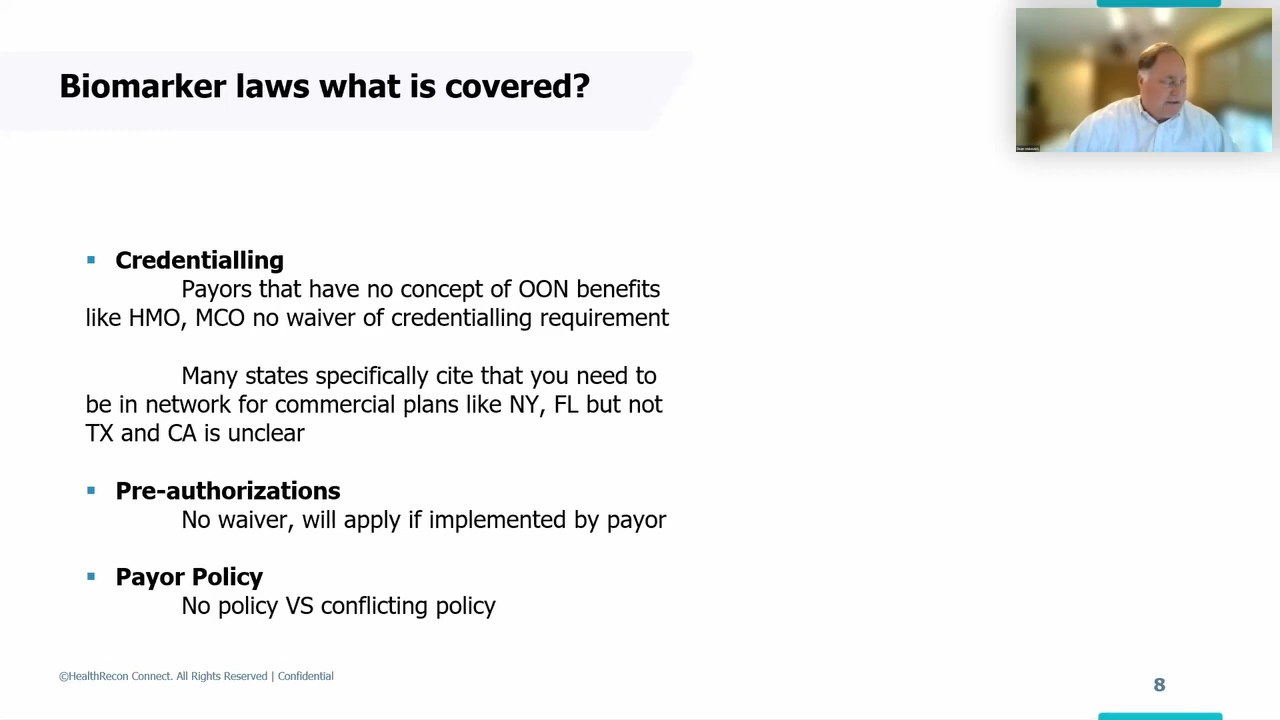 Biomarker laws what is covered?
▪ Credentialling
Payors that have no concept of OON benefits
like HMO, MCO no waiver of credentialling requirement
Many states specifically cite that you need to
be in network for commercial plans like NY, FL but not
TX and CA is unclear
▪ Pre-authorizations
No waiver, will apply if implemented by payor
▪ Payor Policy
No policy VS conflicting policy
©HealthRecon Connect. All Rights Reserved | Confidential
8